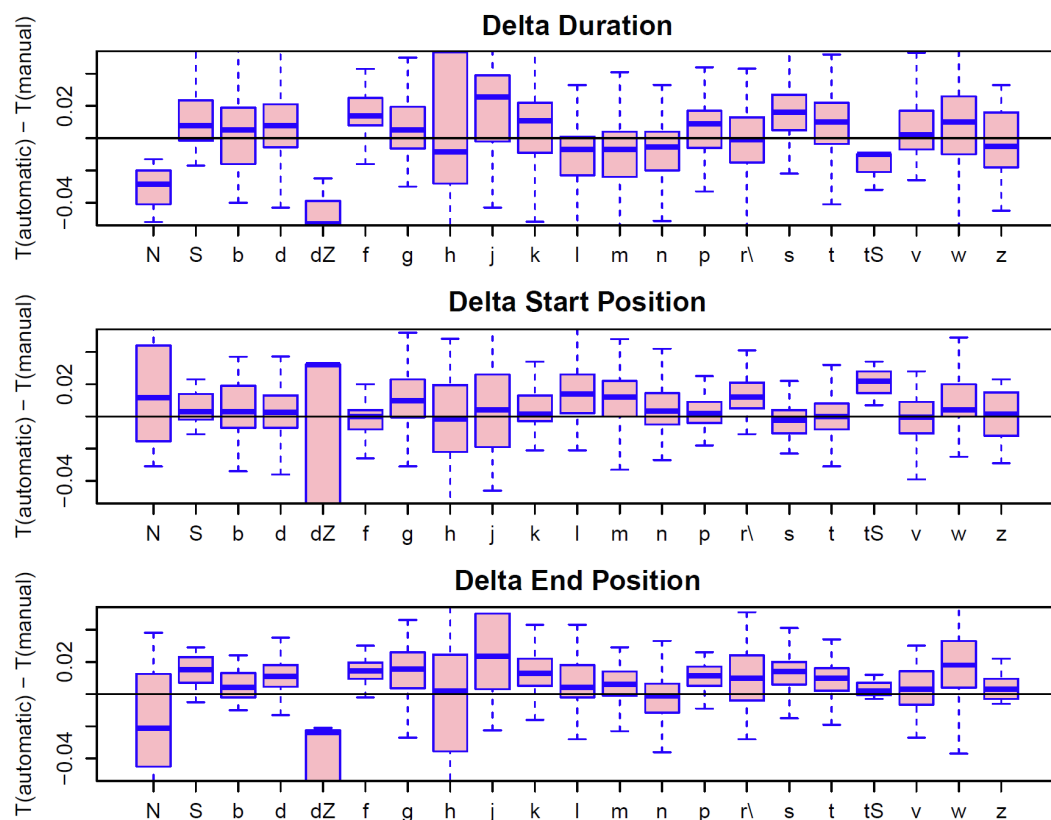 Delta Duration
T(automatic) − T(manual)
0.02
−0.04
N S b d dZ f g h j k l m n p r\ s t tS v w z
Delta Start Position
T(automatic) − T(manual)
0.02
−0.04
N S b d dZ f g h j k l m n p r\ s t tS v w z
Delta End Position
T(automatic) − T(manual)
0.02
−0.04
N S b d dZ f g h j k l m n p r\ s t tS v w z